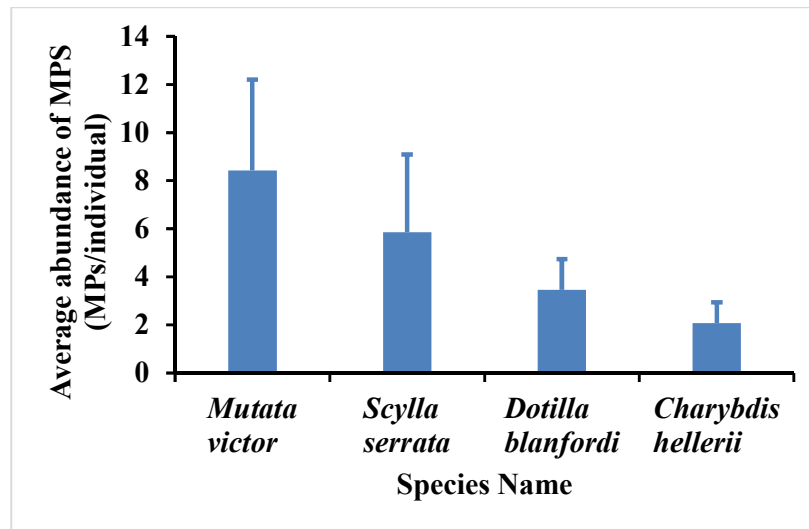 Average abundance of MPS
(MPs/individual)
14
12
10
8
6
4
2
0
Mutata
victor
Scylla
serrata
Dotilla
blanfordi
Charybdis
hellerii
Species Name